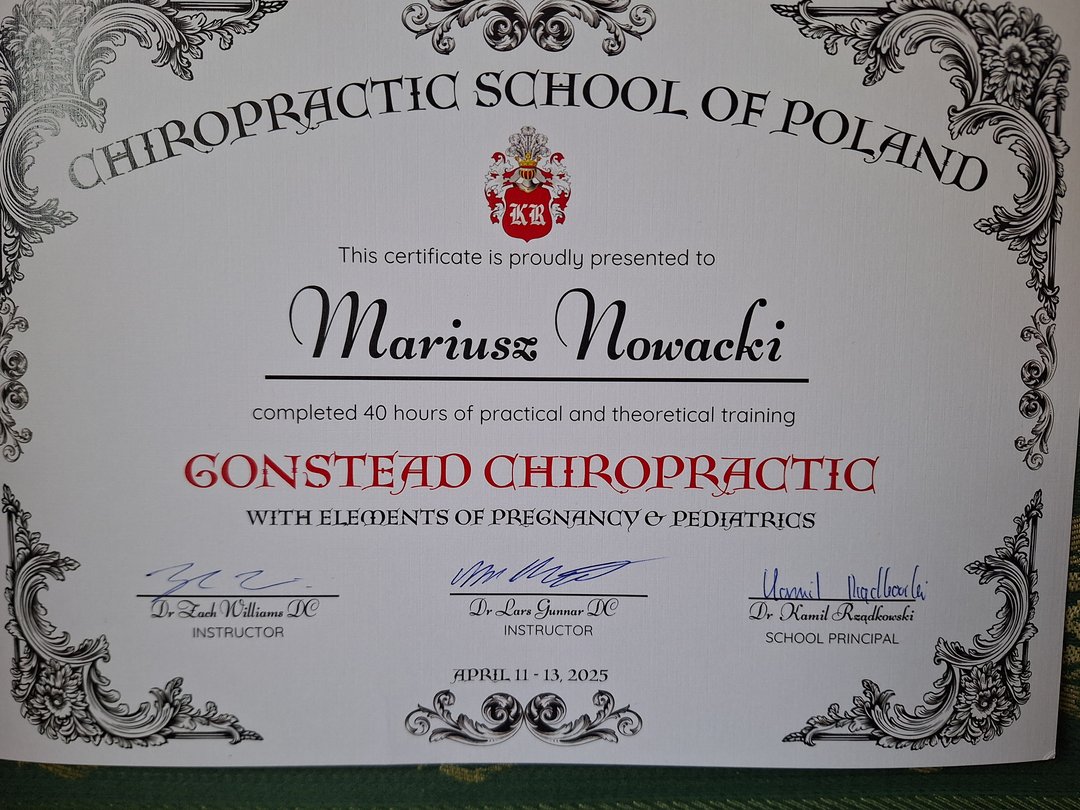 CHIROPRACTIC SCHOOL OF POLAND
KR
This certificate is proudly presented to
Mariusz Nowacki
completed 40 hours of practical and theoretical training
GONSTEAD CHIROPRACTIC
WITH ELEMENTS OF PREGNANCY & PEDIATRICS
Kamil Rządkowski
Dr Zach Williams DC
Dr Lars Gunnar DC
Dr Kamil Rządkowski
INSTRUCTOR
INSTRUCTOR
SCHOOL PRINCIPAL
APRIL 11 - 13, 2025